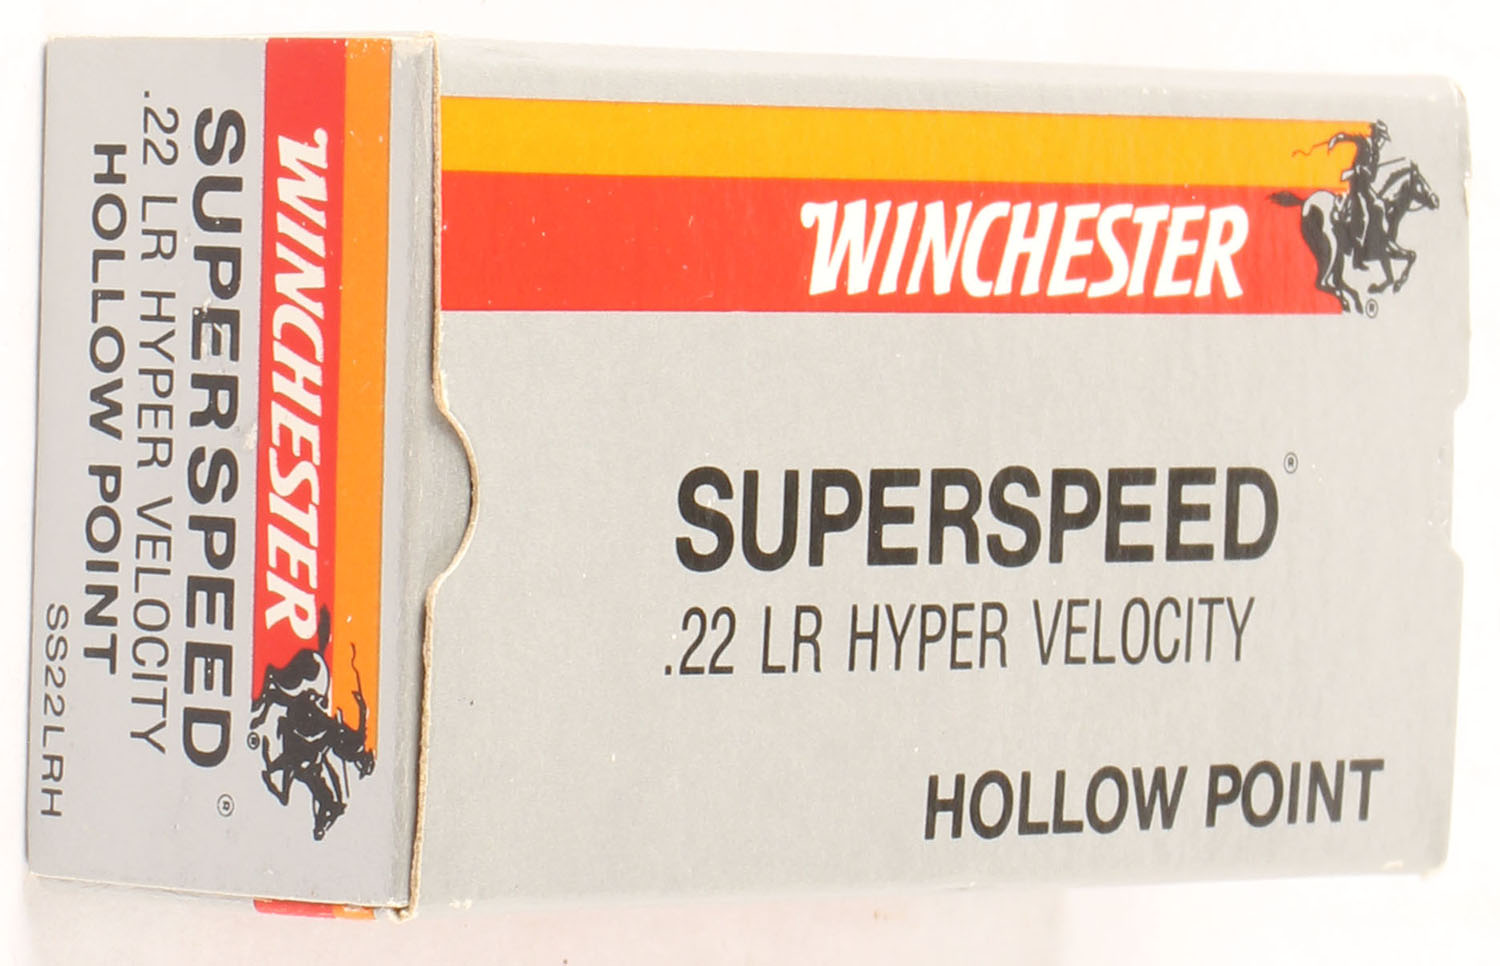 WINCHESTER
®
SUPERSPEED®
.22 LR HYPER VELOCITY
HOLLOW POINT
WINCHESTER
®
SUPERSPEED®
.22 LR HYPER VELOCITY
HOLLOW POINT
SS22LRH